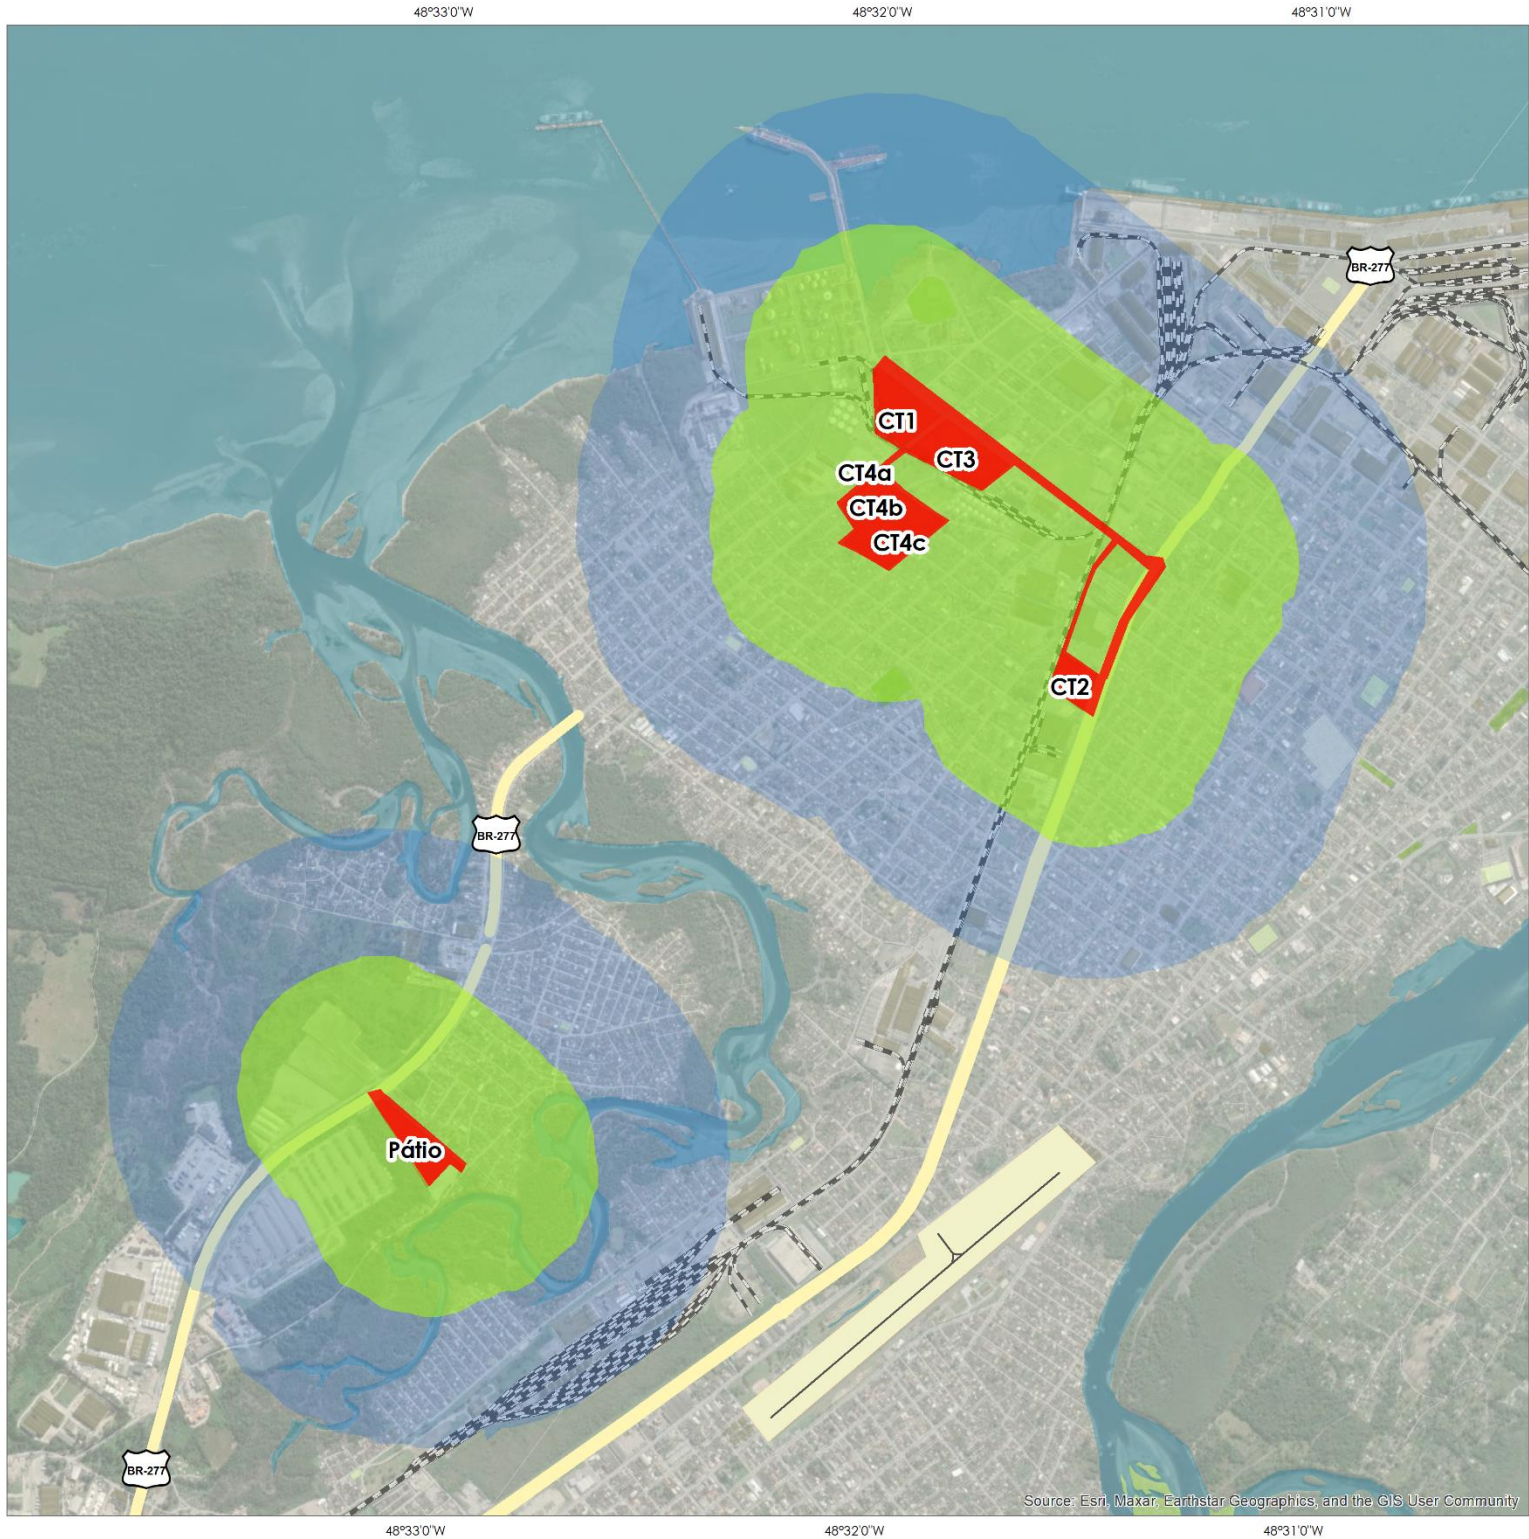 48°33'0"W 48°32'0"W 48°31'0"W
BR-277
CT1
CT3
CT4a
CT4b
CT4c
CT2
BR-277
Pátio
BR-277
Source: Esri, Maxar, Earthstar Geographics, and the GIS User Community
48°33'0"W 48°32'0"W 48°31'0"W